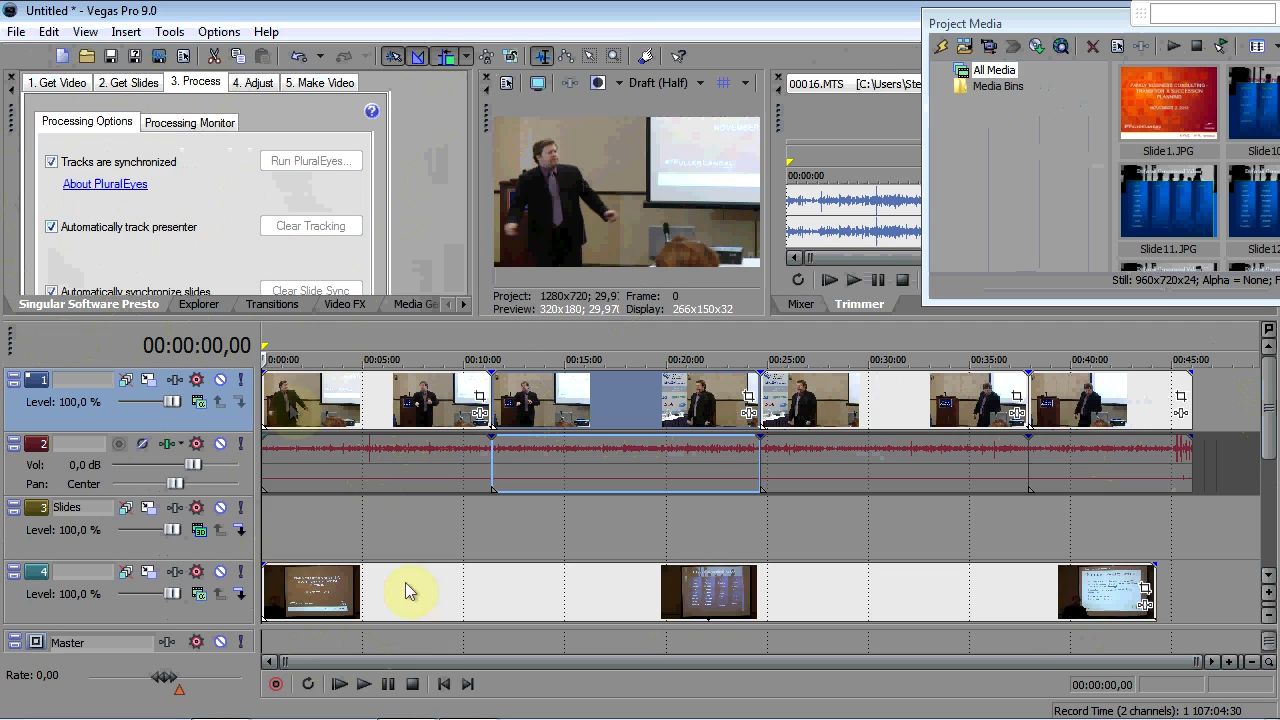 Untitled * - Vegas Pro 9.0
File Edit View Insert Tools Options Help
Project Media
1. Get Video 2. Get Slides 3. Process 4. Adjust 5. Make Video
Processing Options Processing Monitor
Tracks are synchronized Run PluralEyes...
About PluralEyes
Automatically track presenter Clear Tracking
Automatically synchronize slides Clear Slide Sync
Singular Software Presto Explorer Transitions Video FX Media Ge
Draft (Half)
NOVEMBER
Project: 1280x720; 29,97 Frame: 0
Preview: 320x180; 29,970 Display: 266x150x32
00016.MTS [C:\Users\Ste
00:00:00
Mixer Trimmer
All Media
Media Bins
TRANSITION & SUCCESSION
PLANNING
Slide1.JPG Slide10
Slide11.JPG Slide12
Still: 960x720x24; Alpha = None; F
00:00:00,00
0:00:00 00:05:00 00:10:00 00:15:00 00:20:00 00:25:00 00:30:00 00:35:00 00:40:00 00:45:00
1
Level: 100,0 %
2
Vol: 0,0 dB
Pan: Center
3 Slides
Level: 100,0 %
4
Level: 100,0 %
Master
Rate: 0,00
00:00:00,00
Record Time (2 channels): 1 107:04:30